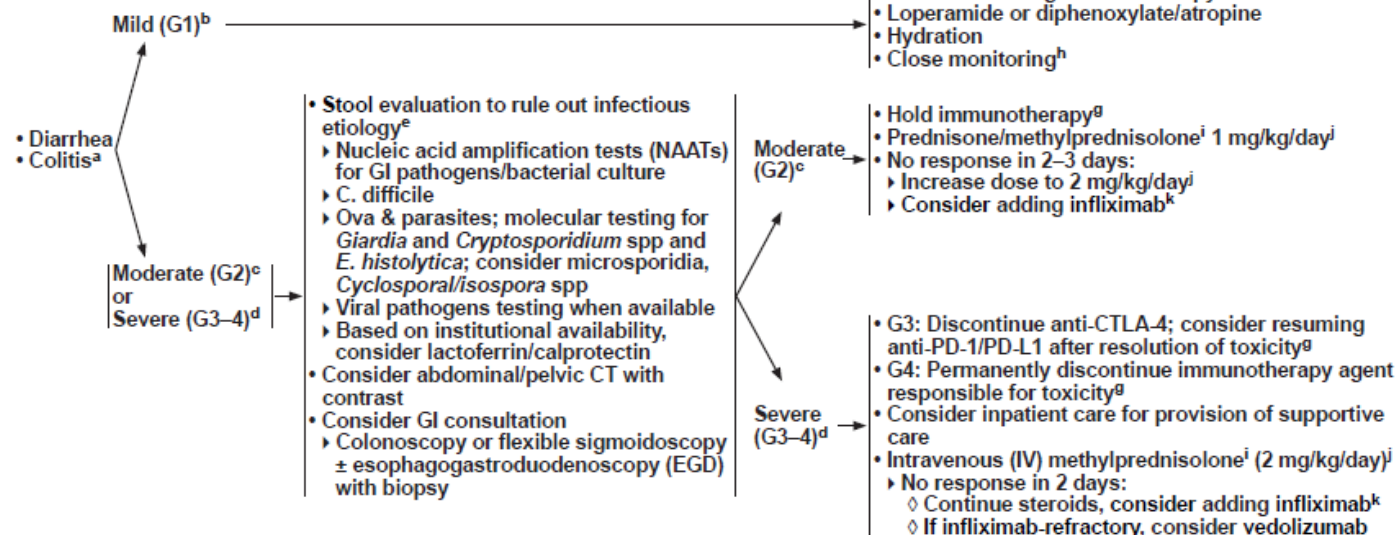 Mild (G1)b
• Loperamide or diphenoxylate/atropine
• Hydration
• Close monitoringh
• Diarrhea
• Colitisa
Moderate (G2)c
or
Severe (G3–4)d
• Stool evaluation to rule out infectious
etiologye
▸ Nucleic acid amplification tests (NAATs)
for GI pathogens/bacterial culture
▸ C. difficile
▸ Ova & parasites; molecular testing for
Giardia and Cryptosporidium spp and
E. histolytica; consider microsporidia,
Cyclosporal/isospora spp
▸ Viral pathogens testing when available
▸ Based on institutional availability,
consider lactoferrin/calprotectin
• Consider abdominal/pelvic CT with
contrast
• Consider GI consultation
▸ Colonoscopy or flexible sigmoidoscopy
± esophagogastroduodenoscopy (EGD)
with biopsy
Moderate
(G2)c
• Hold immunotherapyg
• Prednisone/methylprednisolonei 1 mg/kg/dayj
• No response in 2–3 days:
▸ Increase dose to 2 mg/kg/dayj
▸ Consider adding infliximabk
Severe
(G3–4)d
• G3: Discontinue anti-CTLA-4; consider resuming
anti-PD-1/PD-L1 after resolution of toxicityg
• G4: Permanently discontinue immunotherapy agent
responsible for toxicityg
• Consider inpatient care for provision of supportive
care
• Intravenous (IV) methylprednisolonei (2 mg/kg/day)j
▸ No response in 2 days:
◊ Continue steroids, consider adding infliximabk
◊ If infliximab-refractory, consider vedolizumab